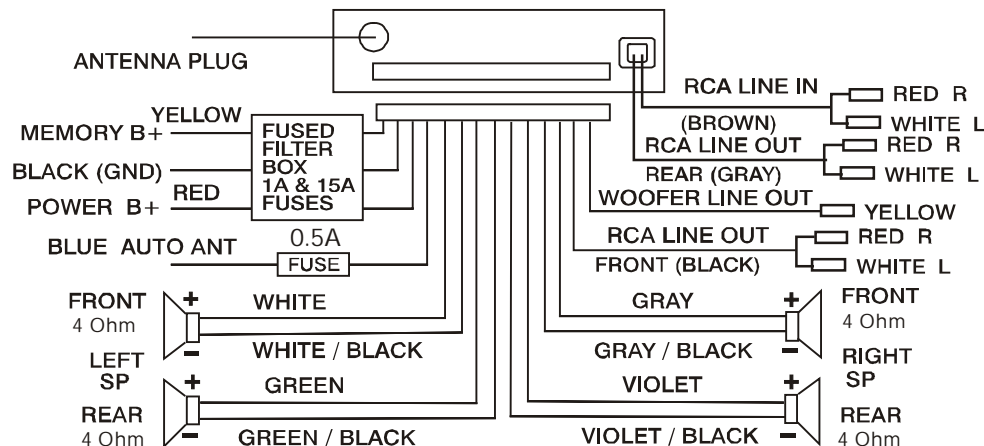 ANTENNA PLUG
YELLOW
MEMORY B+
BLACK (GND)
RED
POWER B+
FUSED
FILTER
BOX
1A & 15A
FUSES
BLUE AUTO ANT
0.5A
FUSE
RCA LINE IN
(BROWN)
RED R
WHITE L
RCA LINE OUT
REAR (GRAY)
RED R
WHITE L
WOOFER LINE OUT
YELLOW
RCA LINE OUT
FRONT (BLACK)
RED R
WHITE L
FRONT
4 Ohm
+
-
WHITE
WHITE / BLACK
LEFT
SP
REAR
4 Ohm
+
-
GREEN
GREEN / BLACK
GRAY
GRAY / BLACK
+
-
FRONT
4 Ohm
RIGHT
SP
VIOLET
VIOLET / BLACK
+
-
REAR
4 Ohm